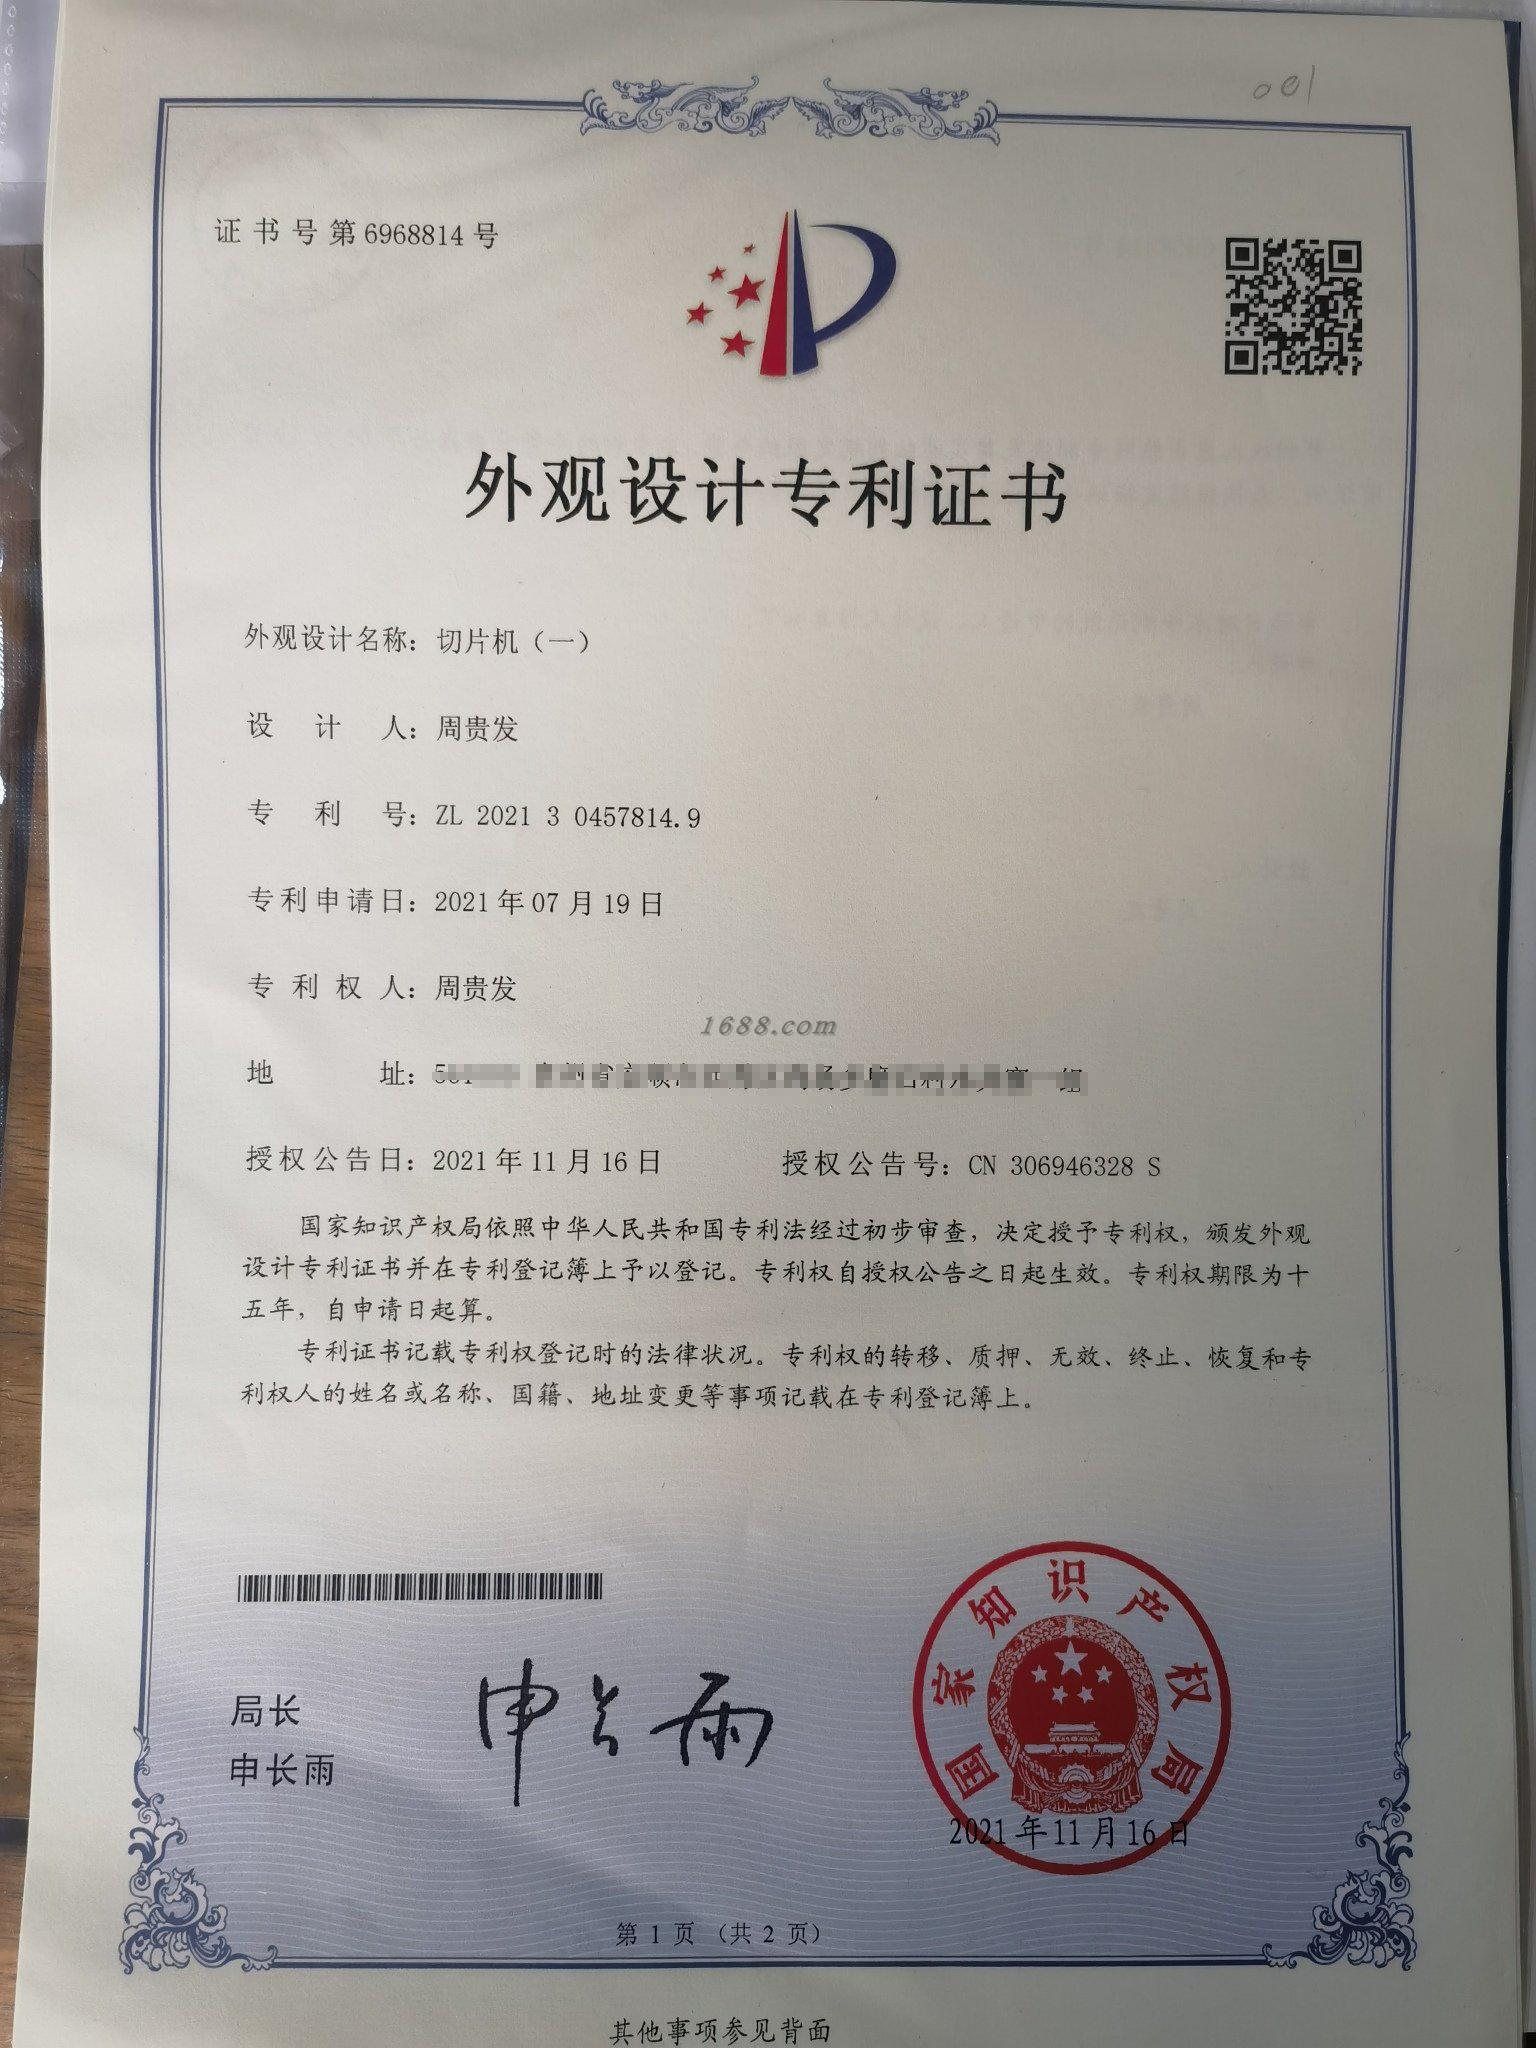 001
证书号第6968814号
外观设计专利证书
外观设计名称：切片机（一）
设计人：周贵发
专利号：ZL 2021 3 0457814.9
专利申请日：2021年07月19日
专利权人：周贵发
1688.com
地址：
授权公告日：2021年11月16日 授权公告号：CN 306946328 S
国家知识产权局依照中华人民共和国专利法经过初步审查，决定授予专利权，颁发外观
设计专利证书并在专利登记簿上予以登记。专利权自授权公告之日起生效。专利权期限为十
五年，自申请日起算。
专利证书记载专利权登记时的法律状况。专利权的转移、质押、无效、终止、恢复和专
利权人的姓名或名称、国籍、地址变更等事项记载在专利登记簿上。
局长
申长雨
申长雨
国家知识产权局
2021年11月16日
第 1 页 （共 2 页）
其他事项参见背面